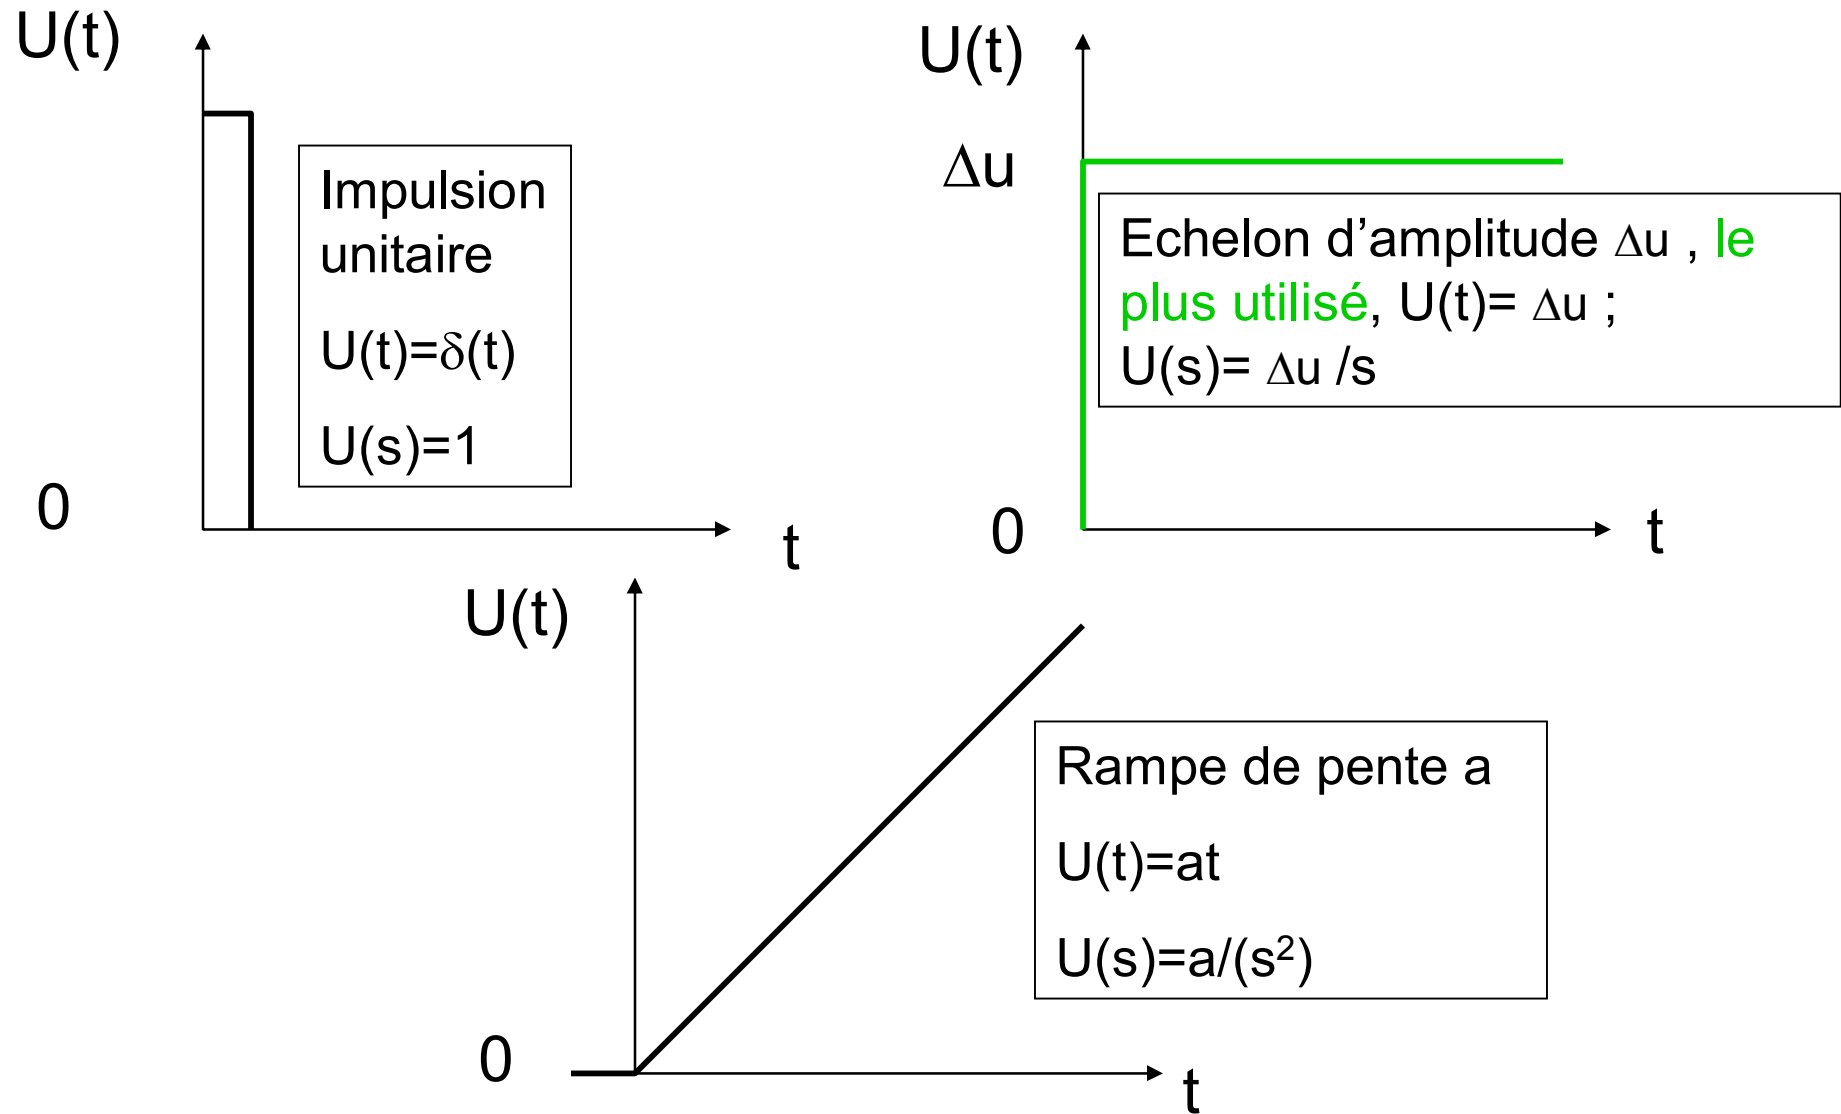 U(t)
Impulsion
unitaire
U(t)=δ(t)
U(s)=1
0
t
U(t)
Δu
Echelon d’amplitude Δu , le
plus utilisé, U(t)= Δu ;
U(s)= Δu /s
0
t
U(t)
Rampe de pente a
U(t)=at
U(s)=a/(s²)
0
t